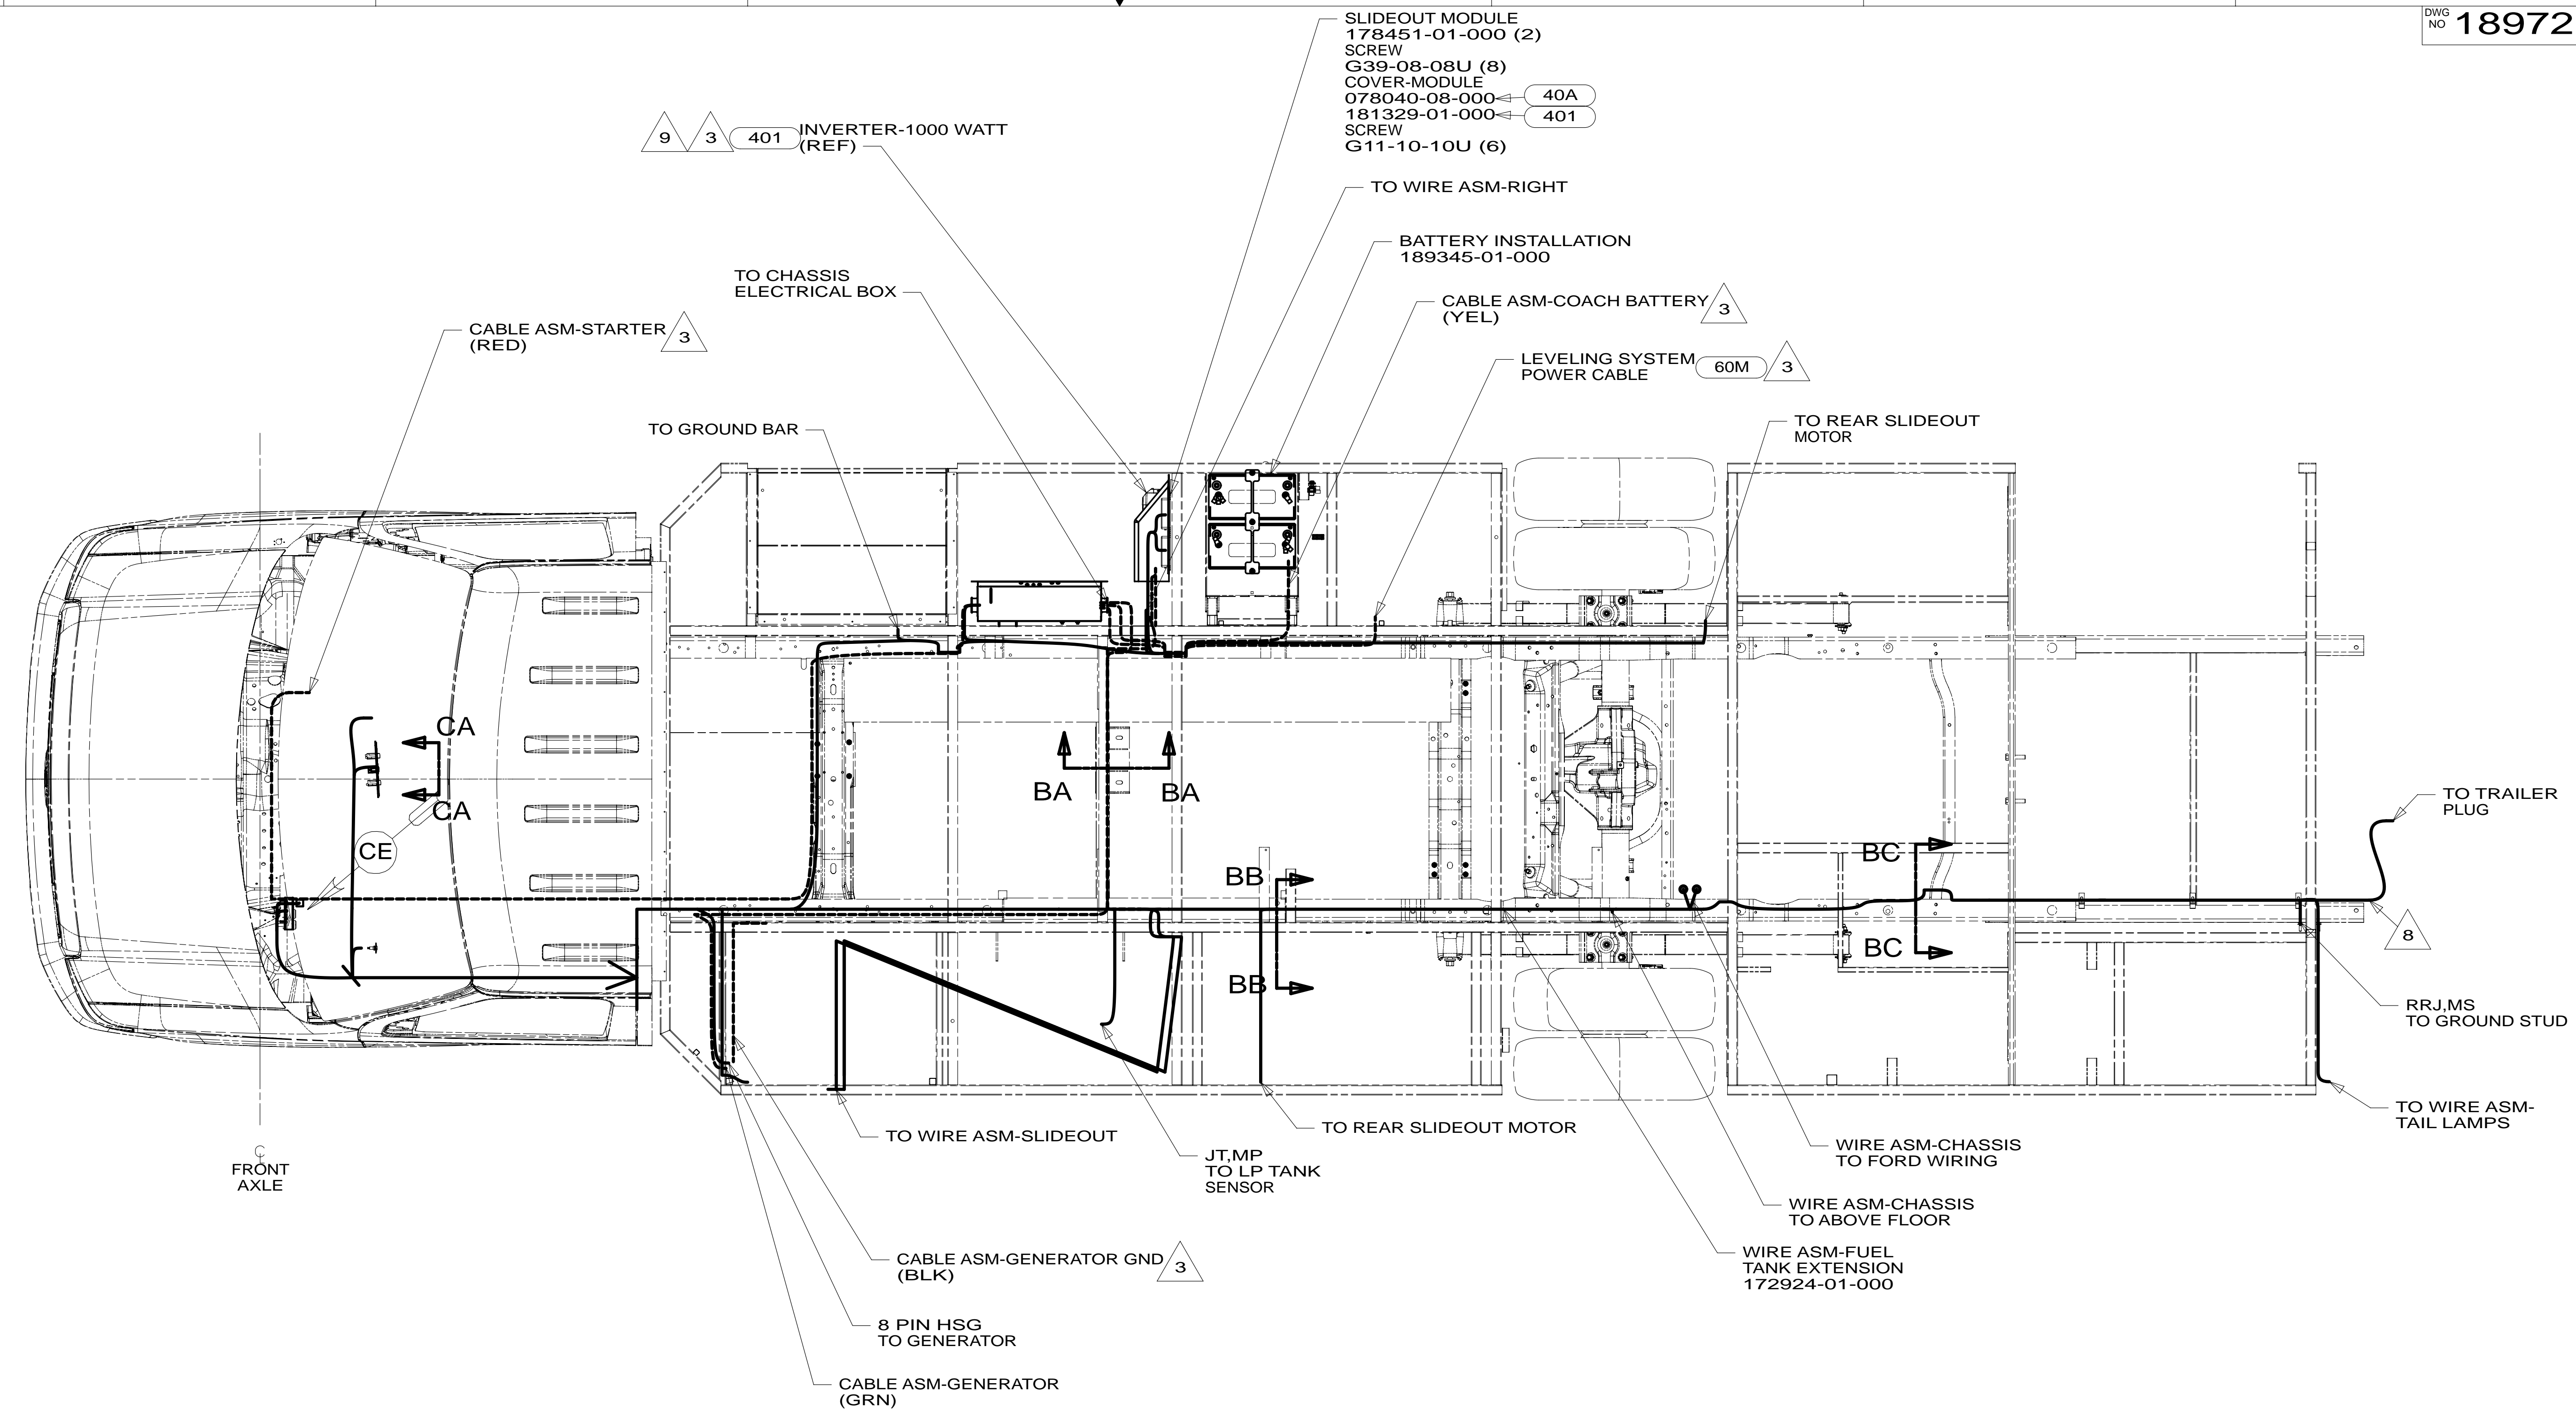 DWG
NO 18972
SLIDEOUT MODULE
178451-01-000 (2)
SCREW
G39-08-08U (8)
COVER-MODULE
078040-08-000 40A
181329-01-000 401
SCREW
G11-10-10U (6)
9 3 401 INVERTER-1000 WATT
(REF)
TO WIRE ASM-RIGHT
BATTERY INSTALLATION
189345-01-000
TO CHASSIS
ELECTRICAL BOX
CABLE ASM-COACH BATTERY 3
(YEL)
CABLE ASM-STARTER 3
(RED)
LEVELING SYSTEM 60M 3
POWER CABLE
TO GROUND BAR
TO REAR SLIDEOUT
MOTOR
CA
CA
CE
BA BA
BB
BB
BC
BC
TO TRAILER
PLUG
8
RRJ,MS
TO GROUND STUD
TO WIRE ASM-
TAIL LAMPS
CL
FRONT
AXLE
TO WIRE ASM-SLIDEOUT
TO REAR SLIDEOUT MOTOR
JT,MP
TO LP TANK
SENSOR
WIRE ASM-CHASSIS
TO FORD WIRING
WIRE ASM-CHASSIS
TO ABOVE FLOOR
WIRE ASM-FUEL
TANK EXTENSION
172924-01-000
CABLE ASM-GENERATOR GND 3
(BLK)
8 PIN HSG
TO GENERATOR
CABLE ASM-GENERATOR
(GRN)